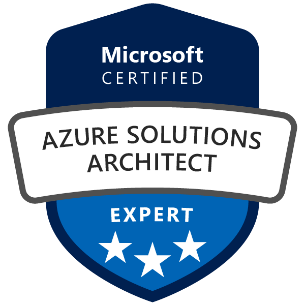 Microsoft
CERTIFIED
AZURE SOLUTIONS
ARCHITECT
EXPERT